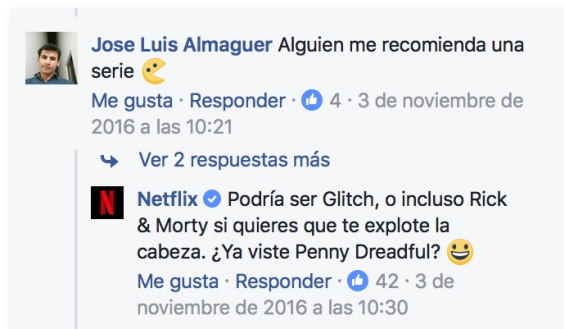 Jose Luis Almaguer Alguien me recomienda una
serie
Me gusta · Responder · 4 · 3 de noviembre de
2016 a las 10:21
Ver 2 respuestas más
Netflix Podría ser Glitch, o incluso Rick
& Morty si quieres que te explote la
cabeza. ¿Ya viste Penny Dreadful? 😀
Me gusta · Responder · 42 · 3 de
noviembre de 2016 a las 10:30